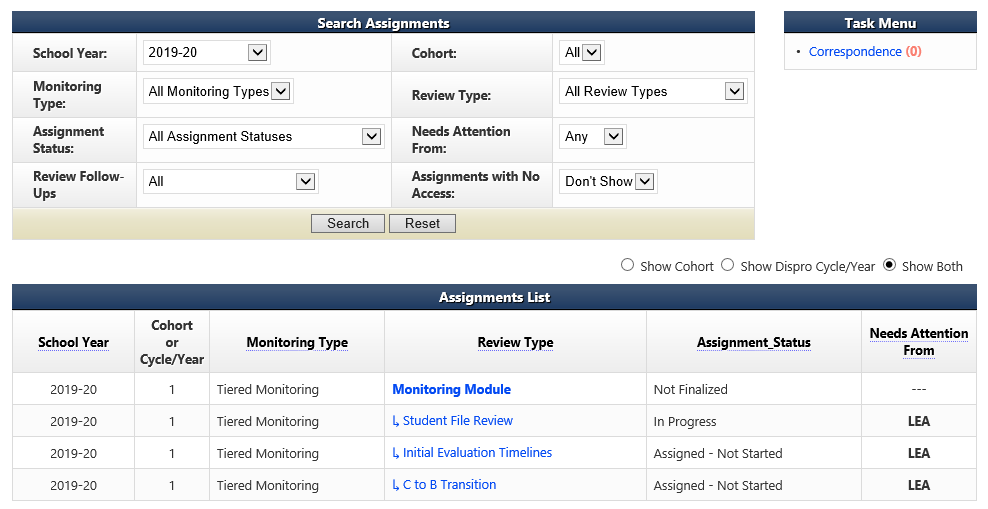 Search Assignments
Task Menu
School Year: 2019-20 Cohort: All
• Correspondence (0)
Monitoring Type: All Monitoring Types Review Type: All Review Types
Assignment Status: All Assignment Statuses Needs Attention From: Any
Review Follow-Ups All Assignments with No Access: Don't Show
Search Reset
Show Cohort Show Dispro Cycle/Year Show Both
Assignments List
School Year Cohort or Cycle/Year Monitoring Type Review Type Assignment_Status Needs Attention From
2019-20 1 Tiered Monitoring Monitoring Module Not Finalized ---
2019-20 1 Tiered Monitoring ↳ Student File Review In Progress LEA
2019-20 1 Tiered Monitoring ↳ Initial Evaluation Timelines Assigned - Not Started LEA
2019-20 1 Tiered Monitoring ↳ C to B Transition Assigned - Not Started LEA